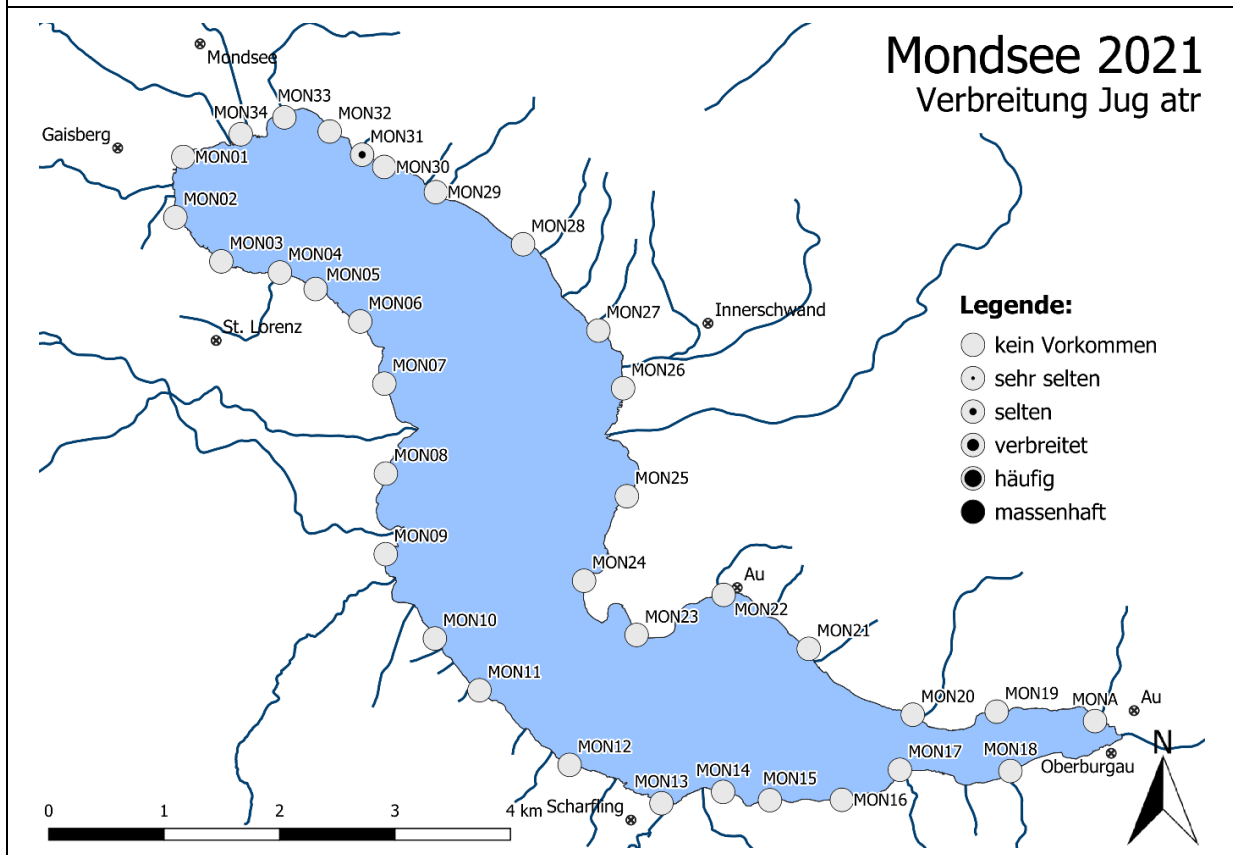 Mondsee 2021
Verbreitung Jug atr
Mondsee
MON33
MON34
MON32
Gaisberg
MON31
MON01
MON30
MON29
MON02
MON28
MON03
MON04
MON05
MON06
St. Lorenz
MON27
Innerschwand
MON07
MON26
MON08
MON25
MON09
MON24
Au
MON22
MON10
MON23
MON21
MON11
MON20
MON19
MONA
Au
MON12
MON17
MON18
Oberburgau
N
MON13
MON14
MON15
MON16
Scharfling
Legende:
kein Vorkommen
sehr selten
selten
verbreitet
häufig
massenhaft
0 1 2 3 4 km